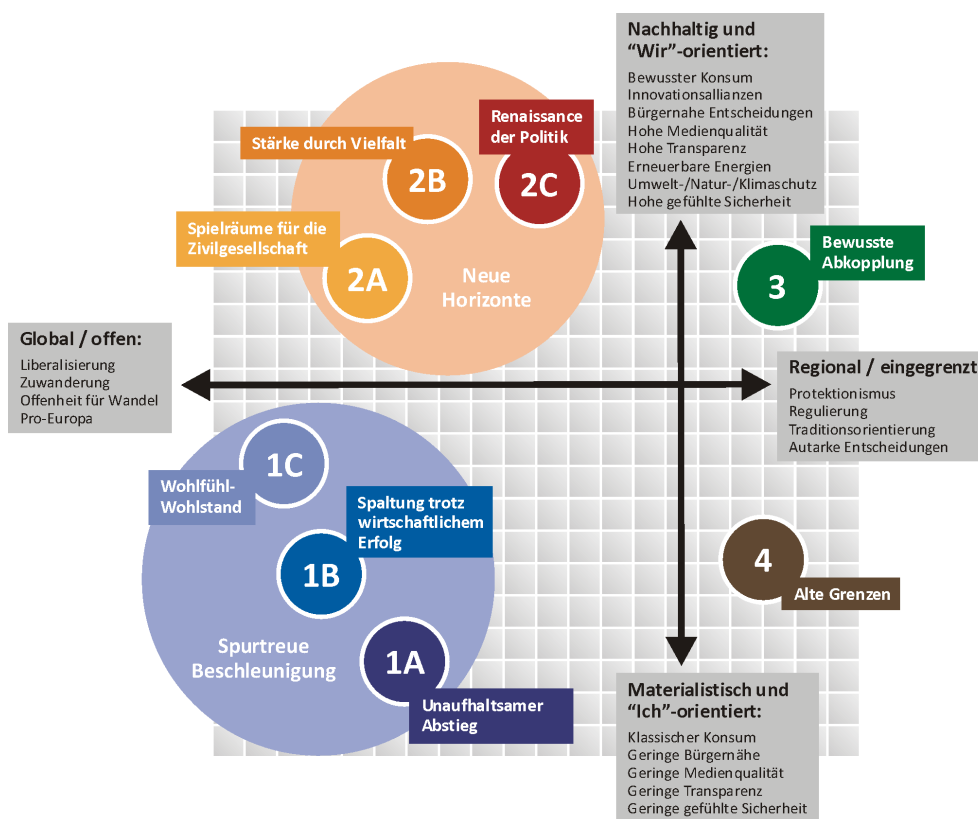 Nachhaltig und
“Wir”-orientiert:
Bewusster Konsum
Innovationsallianzen
Bürgernahe Entscheidungen
Hohe Medienqualität
Hohe Transparenz
Erneuerbare Energien
Umwelt-/Natur-/Klimaschutz
Hohe gefühlte Sicherheit
Renaissance
der Politik
2C
Stärke durch Vielfalt
2B
Spielräume für die
Zivilgesellschaft
2A
Neue
Horizonte
Bewusste
Abkopplung
3
Global / offen:
Liberalisierung
Zuwanderung
Offenheit für Wandel
Pro-Europa
Regional / eingegrenzt
Protektionismus
Regulierung
Traditionsorientierung
Autarke Entscheidungen
1C
Wohlfühl-
Wohlstand
Spaltung trotz
wirtschaftlichem
Erfolg
1B
Spurtreue
Beschleunigung
1A
Unaufhaltsamer
Abstieg
4
Alte Grenzen
Materialistisch und
“Ich”-orientiert:
Klassischer Konsum
Geringe Bürgernähe
Geringe Medienqualität
Geringe Transparenz
Geringe gefühlte Sicherheit